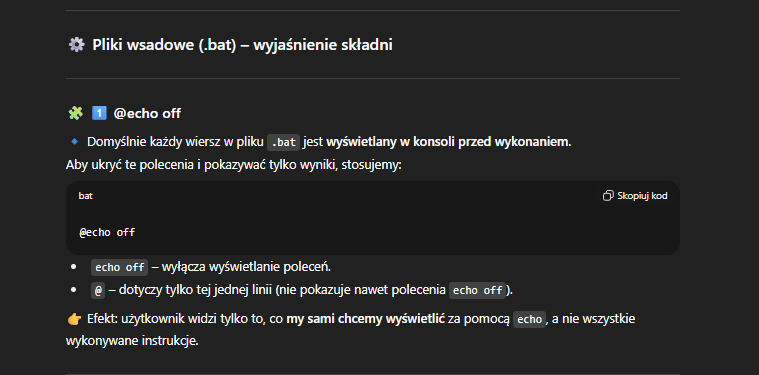 ⚙️ Pliki wsadowe (.bat) – wyjaśnienie składni
🧩 1️⃣ @echo off
🔹 Domyślnie każdy wiersz w pliku .bat jest wyświetlany w konsoli przed wykonaniem.
Aby ukryć te polecenia i pokazywać tylko wyniki, stosujemy:
bat Skopiuj kod
@echo off
• echo off – wyłącza wyświetlanie poleceń.
• @ – dotyczy tylko tej jednej linii (nie pokazuje nawet polecenia echo off).
👉 Efekt: użytkownik widzi tylko to, co my sami chcemy wyświetlić za pomocą echo, a nie wszystkie
wykonywane instrukcje.